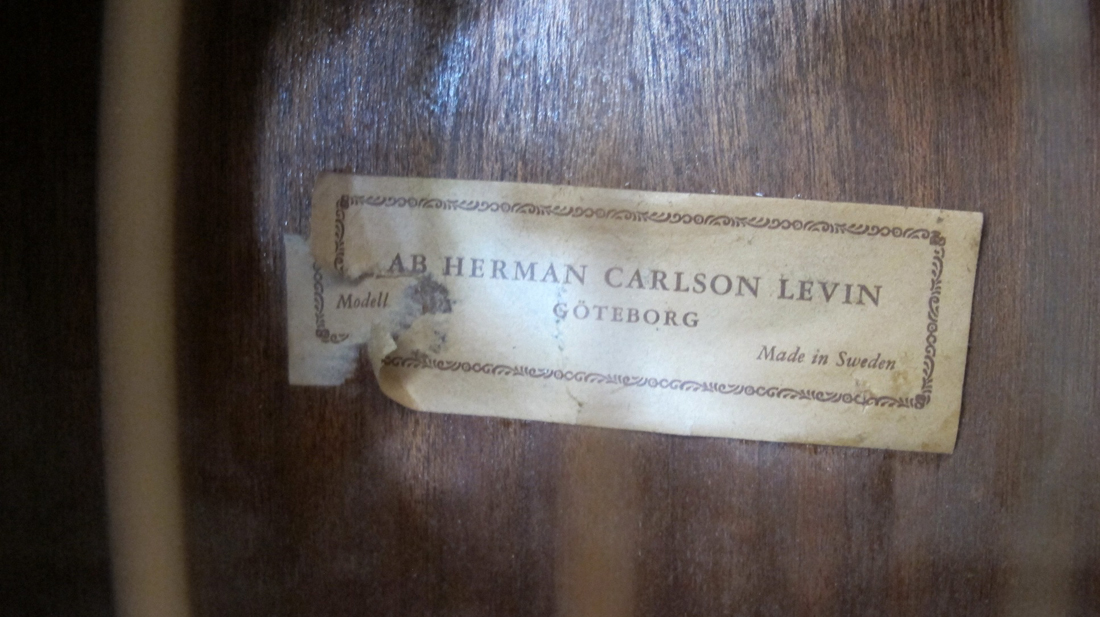 AB HERMAN CARLSON LEVIN
GÖTEBORG
Modell
Made in Sweden